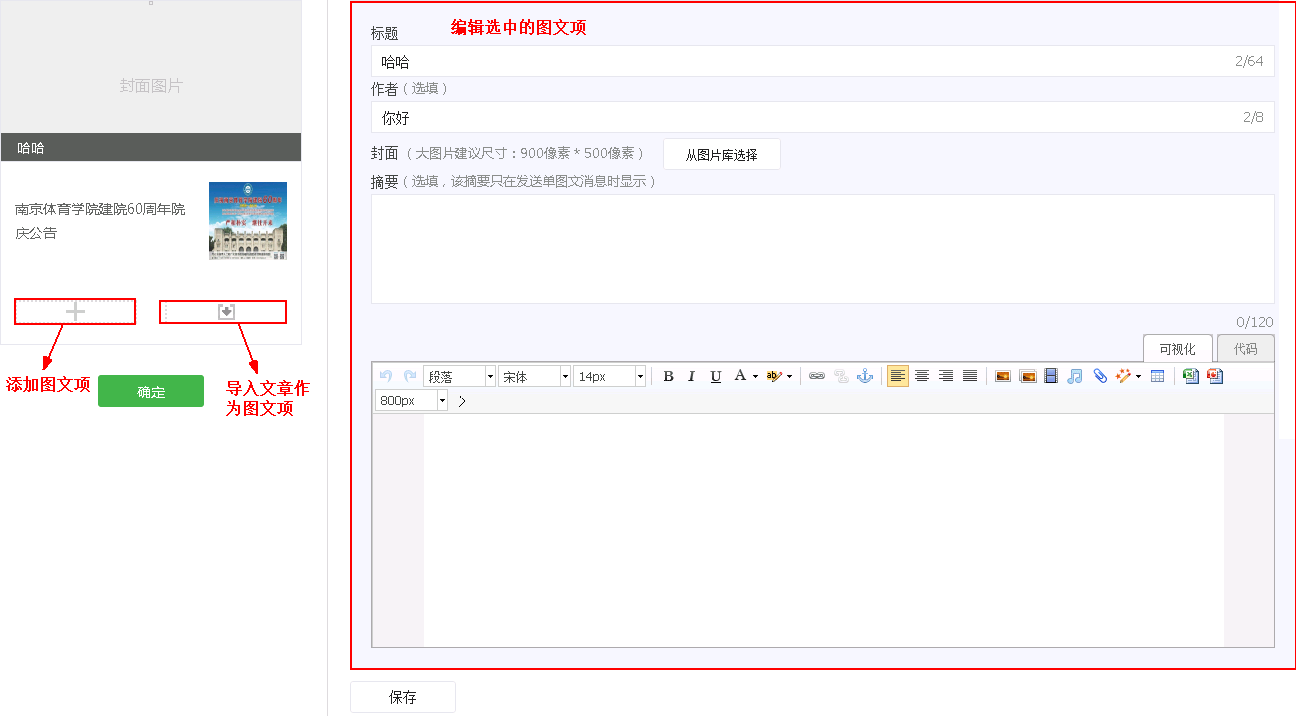 封面图片
哈哈
南京体育学院建院60周年院
庆公告
添加图文项
导入文章作
为图文项
确定
编辑选中的图文项
标题
哈哈 2/64
作者（选填）
你好 2/8
封面（大图片建议尺寸：900像素 * 500像素） 从图片库选择
摘要（选填，该摘要只在发送单图文消息时显示）
0/120
可视化 代码
段落 宋体 14px B I U A ab
800px
保存